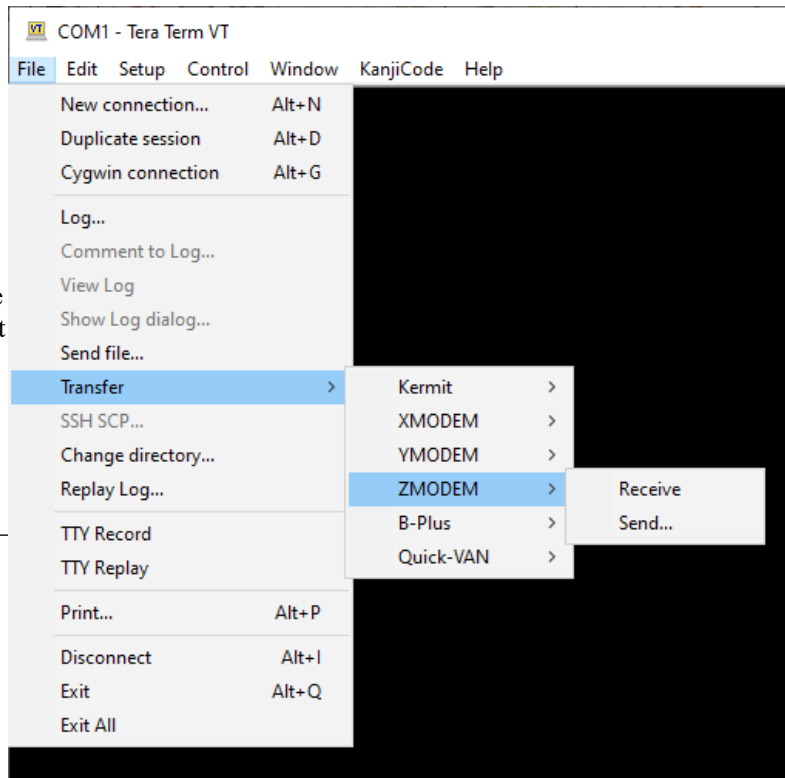 COM1 - Tera Term VT
File Edit Setup Control Window KanjiCode Help
New connection... Alt+N
Duplicate session Alt+D
Cygwin connection Alt+G
Log...
Comment to Log...
View Log
Show Log dialog...
Send file...
Transfer >
SSH SCP...
Change directory...
Replay Log...
TTY Record
TTY Replay
Print... Alt+P
Disconnect Alt+I
Exit Alt+Q
Exit All
Kermit >
XMODEM >
YMODEM >
ZMODEM >
B-Plus >
Quick-VAN >
Receive
Send...